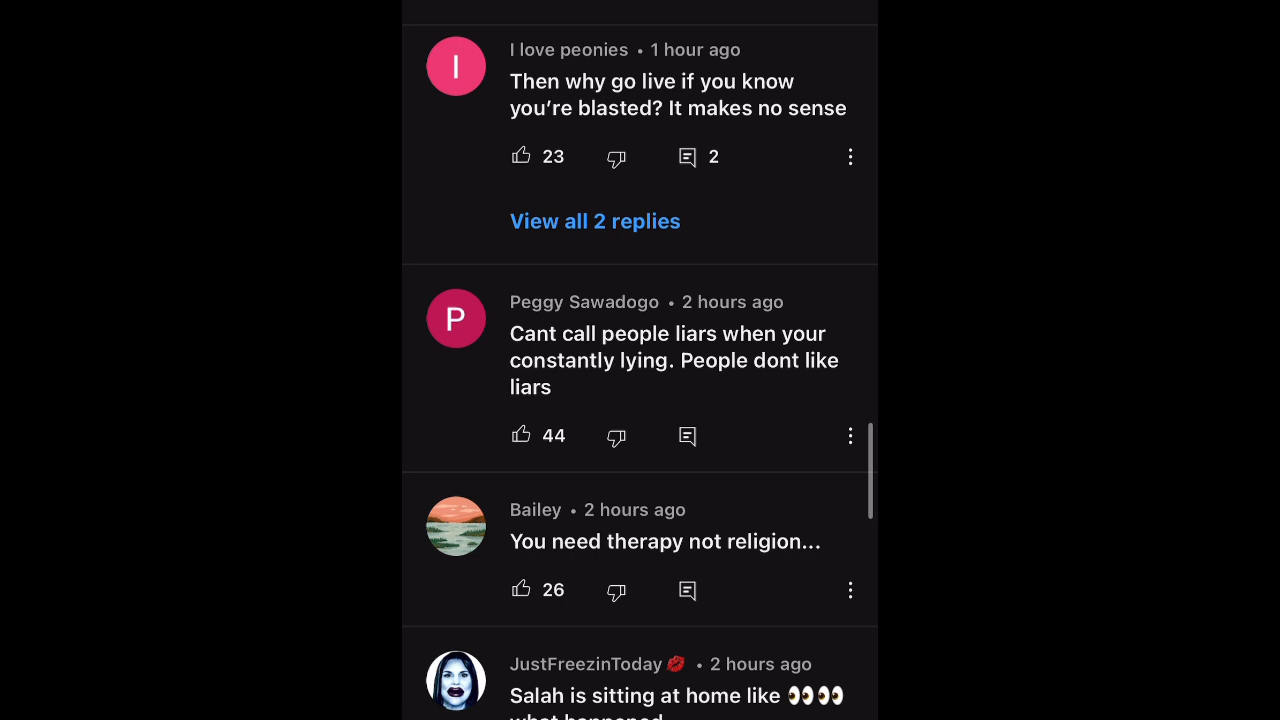 I
I love peonies • 1 hour ago
Then why go live if you know
you’re blasted? It makes no sense
23 2
View all 2 replies
P
Peggy Sawadogo • 2 hours ago
Cant call people liars when your
constantly lying. People dont like
liars
44
Bailey • 2 hours ago
You need therapy not religion...
26
JustFreezinToday💋 • 2 hours ago
Salah is sitting at home like 👀👀
what happened